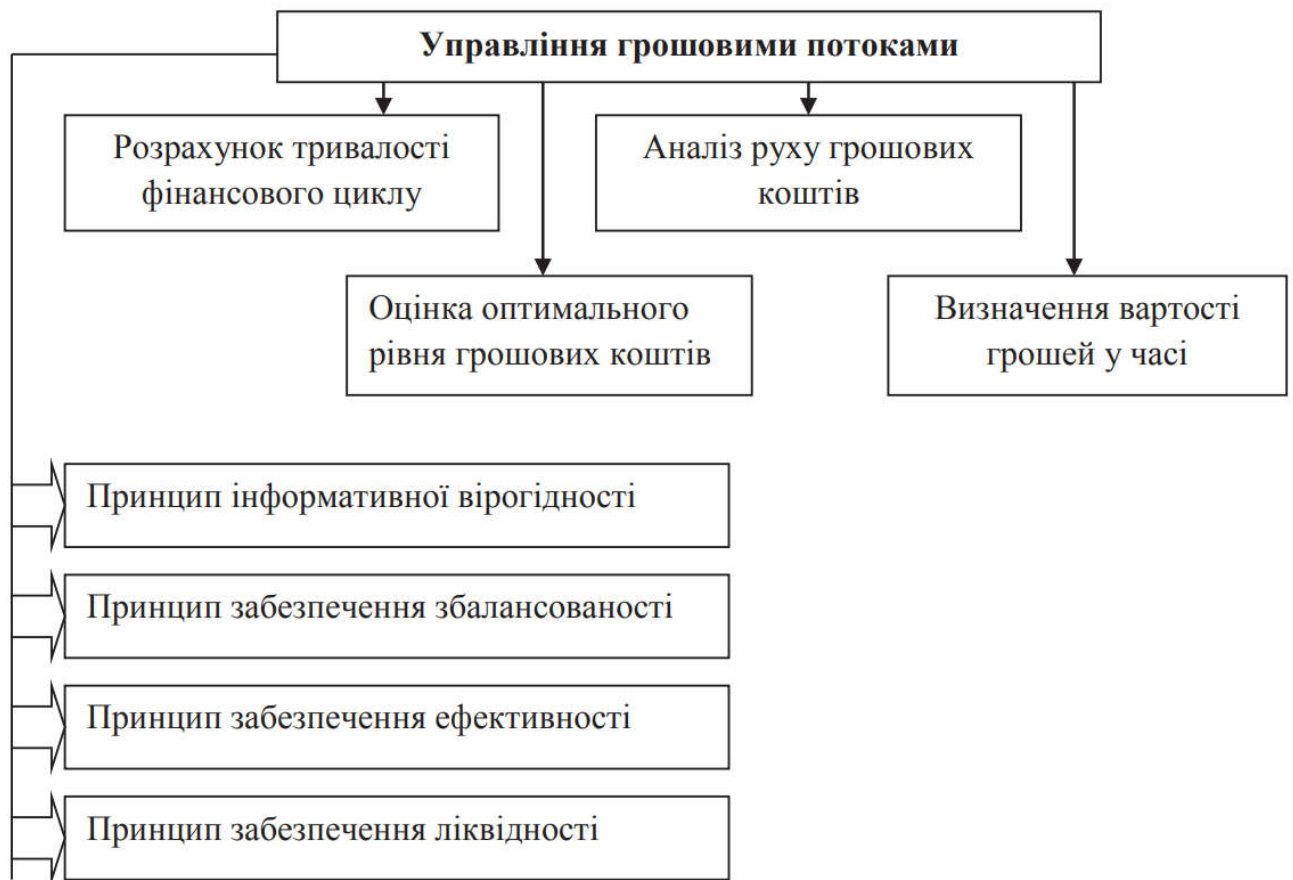 Управління грошовими потоками
Розрахунок тривалості
фінансового циклу
Аналіз руху грошових
коштів
Оцінка оптимального
рівня грошових коштів
Визначення вартості
грошей у часі
Принцип інформативної вірогідності
Принцип забезпечення збалансованості
Принцип забезпечення ефективності
Принцип забезпечення ліквідності